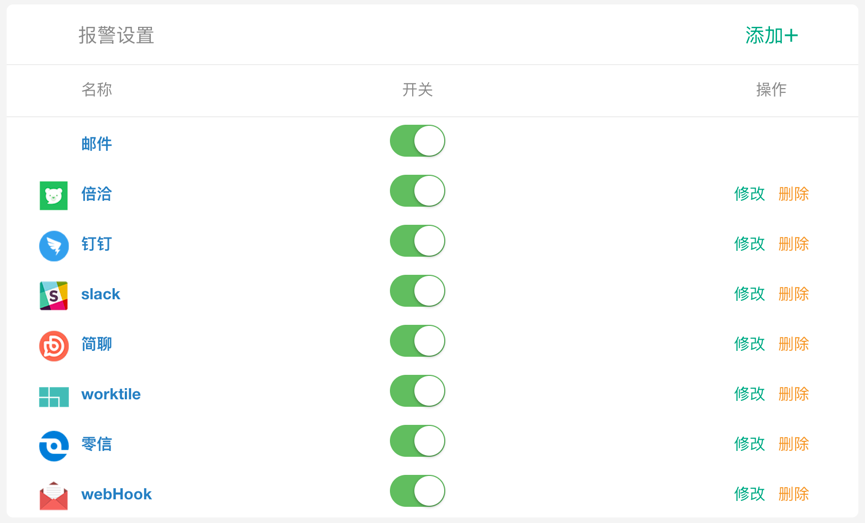 报警设置 添加+
名称 开关 操作
邮件
倍洽 修改 删除
钉钉 修改 删除
slack 修改 删除
简聊 修改 删除
worktile 修改 删除
零信 修改 删除
webHook 修改 删除